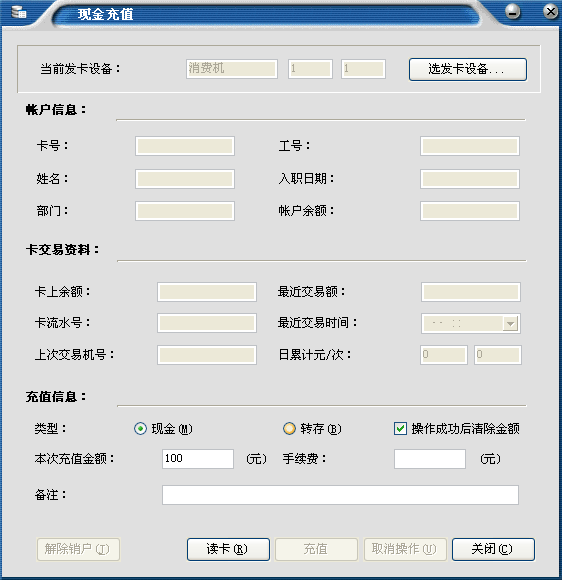 现金充值
当前发卡设备： 消费机 1 1 选发卡设备...
帐户信息：
卡号： 工号：
姓名： 入职日期：
部门： 帐户余额：
卡交易资料：
卡上余额： 最近交易额：
卡流水号： 最近交易时间： -- ::
上次交易机号： 日累计元/次： 0 0
充值信息：
类型： 现金(M) 转存(B) 操作成功后清除金额
本次充值金额： 100 (元) 手续费： (元)
备注：
解除销户(T) 读卡(R) 充值 取消操作(U) 关闭(C)